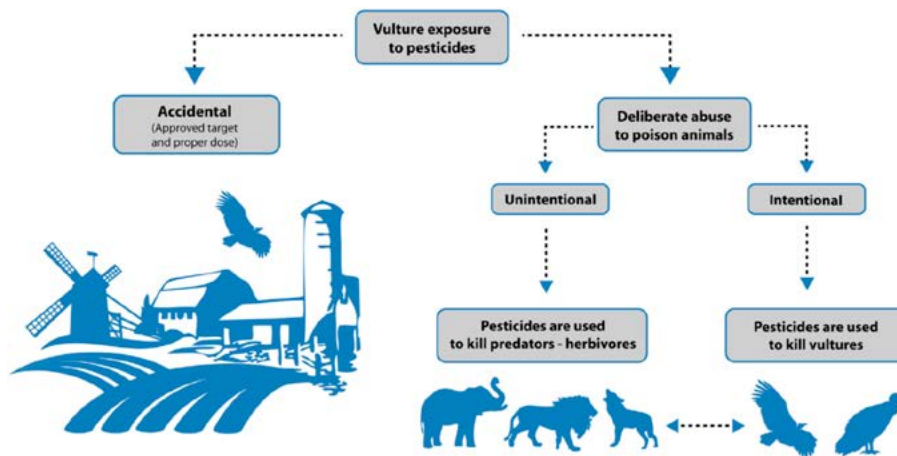 Vulture exposure
to pesticides
Accidental
(Approved target
and proper dose)
Deliberate abuse
to poison animals
Unintentional
Intentional
Pesticides are used
to kill predators - herbivores
Pesticides are used
to kill vultures